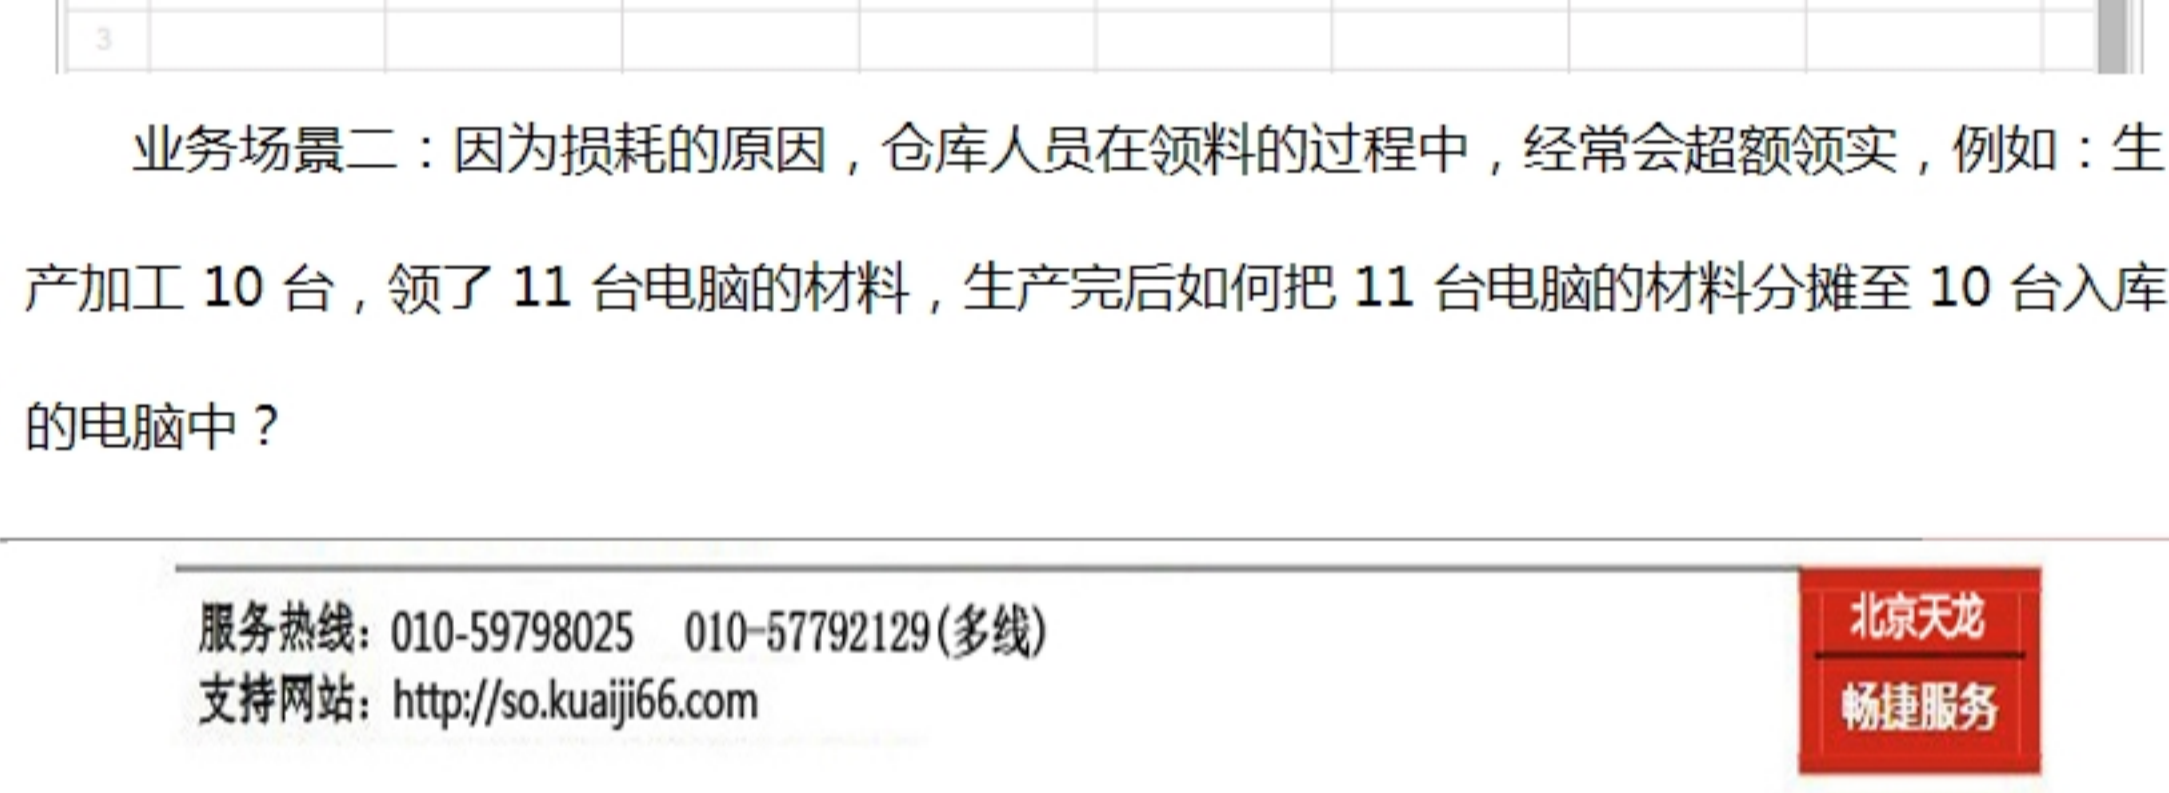 3
业务场景二：因为损耗的原因，仓库人员在领料的过程中，经常会超额领实，例如：生
产加工 10 台，领了 11 台电脑的材料，生产完后如何把 11 台电脑的材料分摊至 10 台入库
的电脑中？
服务热线：010-59798025 010-57792129(多线)
支持网站：http://so.kuaiji66.com
北京天龙
畅捷服务